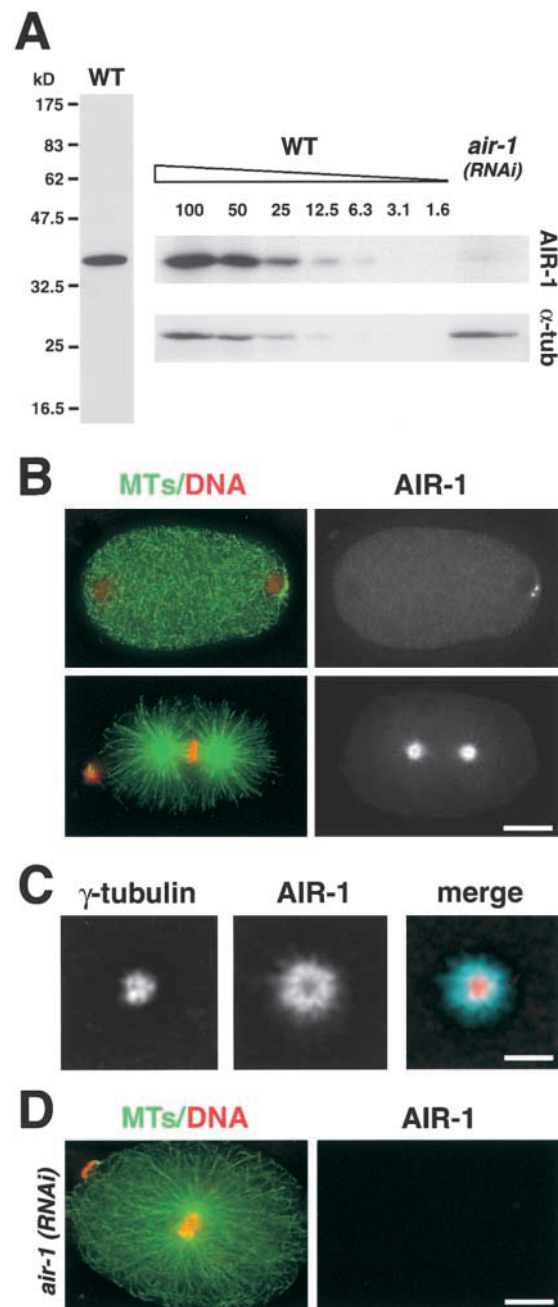 A
kD WT
175
83
62
47.5
32.5
25
16.5
WT air-1
(RNAi)
100 50 25 12.5 6.3 3.1 1.6
AIR-1
α-tub
B
MTs/DNA AIR-1
C
γ-tubulin AIR-1 merge
D
MTs/DNA AIR-1
air-1 (RNAi)